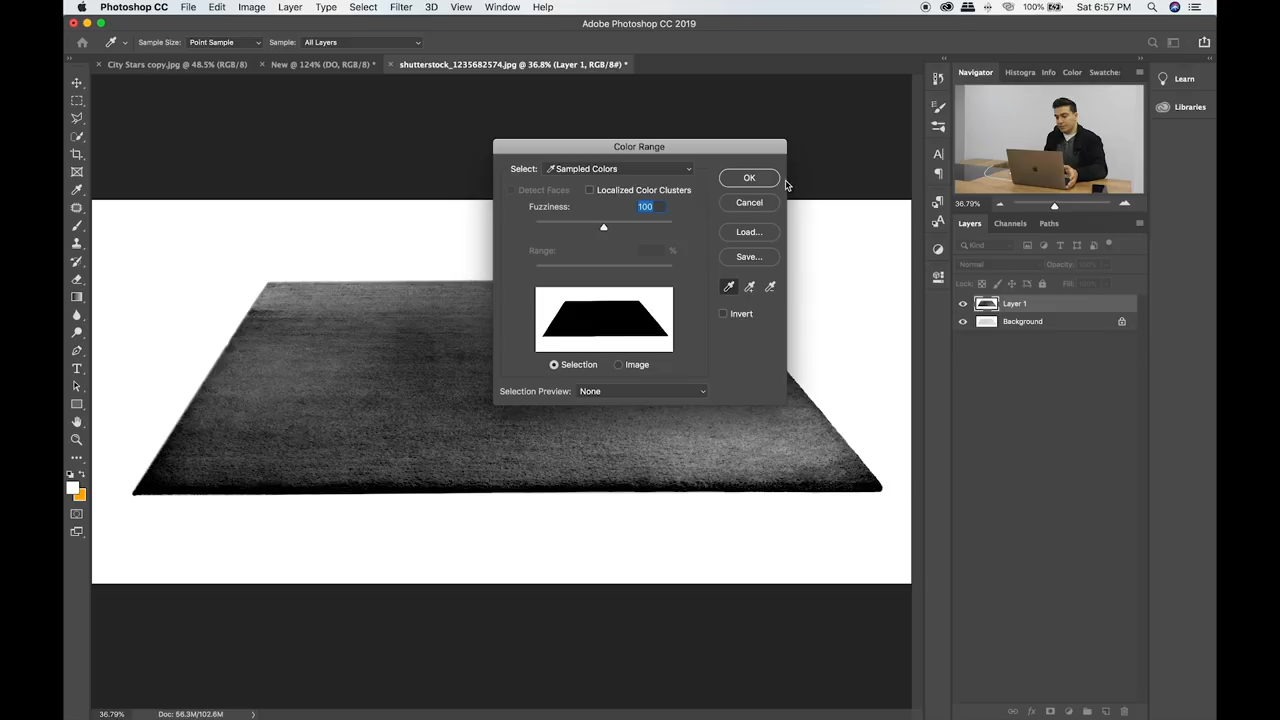 Photoshop CC File Edit Image Layer Type Select Filter 3D View Window Help 100% Sat 6:57 PM
Adobe Photoshop CC 2019
Sample Size: Point Sample Sample: All Layers
City Stars copy.jpg @ 48.5% (RGB/8) New @ 124% (DO, RGB/8) * shutterstock_1235682574.jpg @ 36.8% (Layer 1, RGB/8#) *
Navigator Histogra Info Color Swatche:
Learn
Libraries
36.79%
Color Range
Select: Sampled Colors
OK
Detect Faces Localized Color Clusters
Cancel
Fuzziness: 100
Load...
Range: %
Save...
Invert
Selection Image
Selection Preview: None
Layers Channels Paths
Kind
Normal Opacity: 100%
Lock: Fill: 100%
Layer 1
Background
36.79% Doc: 56.3M/102.6M